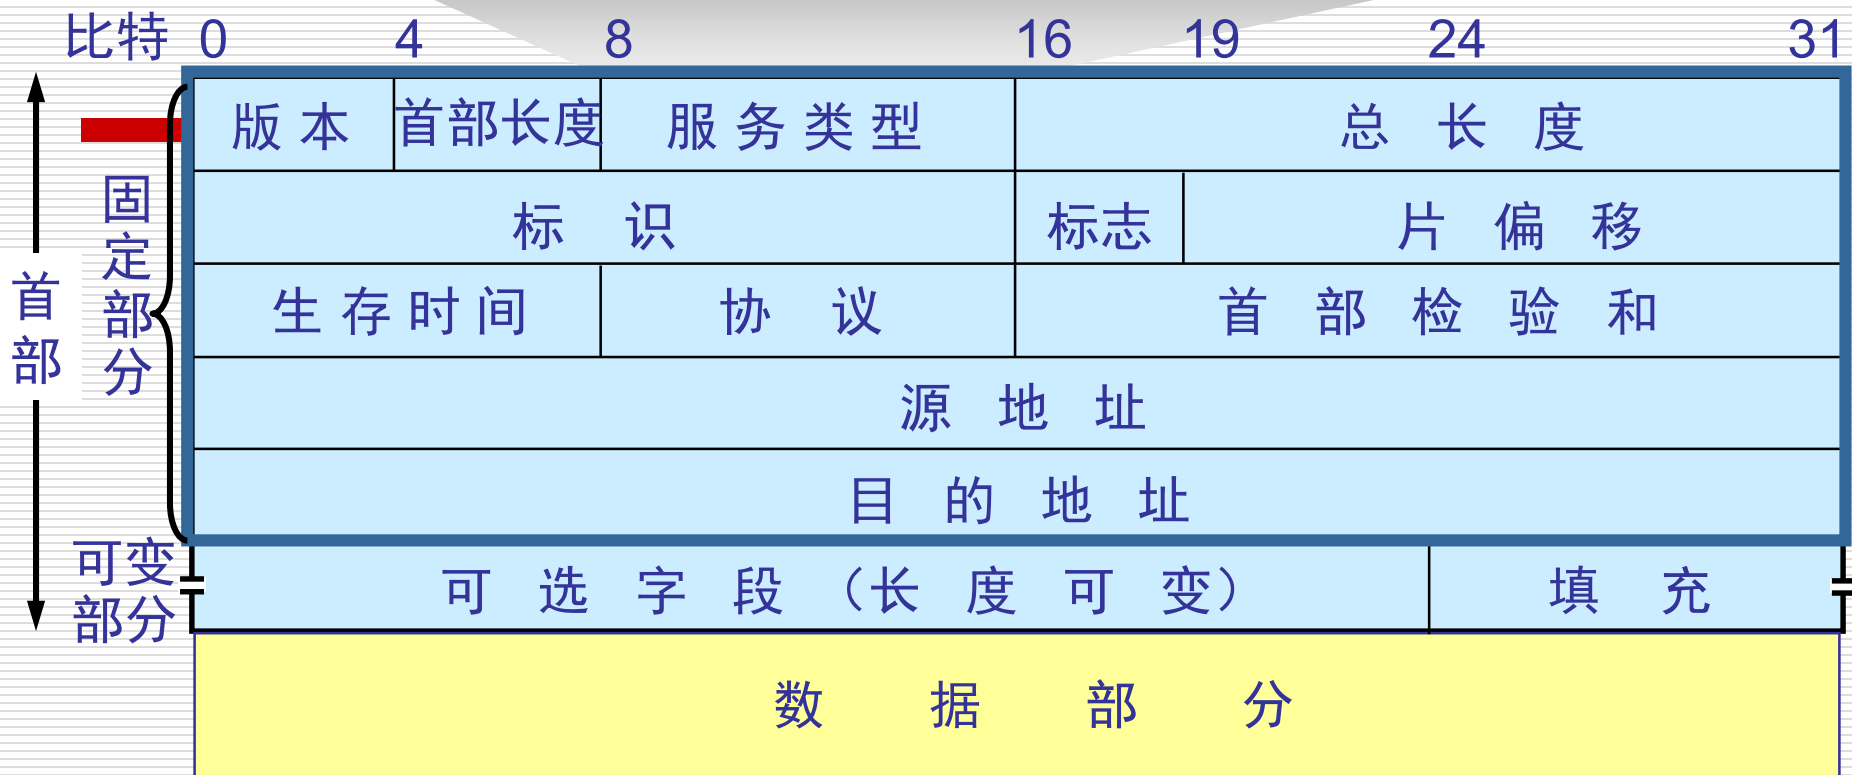 比特 0 4 8 16 19 24 31
版本 首部长度 服务类型 总长度
标识 标志 片偏移
生存时间 协议 首部检验和
源地址
目的地址
可选字段（长度可变） 填充
数据部分
首部
固定部分
可变
部分